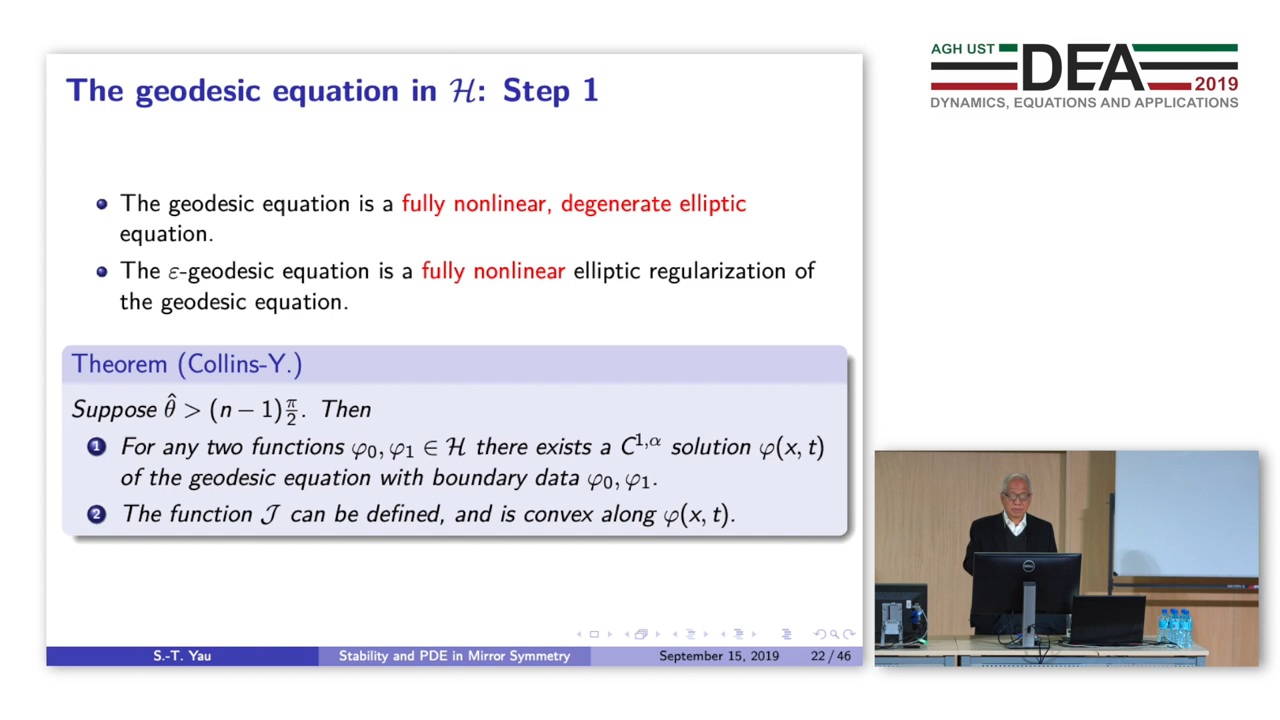 The geodesic equation in ℋ: Step 1
The geodesic equation is a fully nonlinear, degenerate elliptic
equation.
The ε-geodesic equation is a fully nonlinear elliptic regularization of
the geodesic equation.
Theorem (Collins-Y.)
Suppose θ̂ > (n − 1)π/2. Then
1 For any two functions φ₀, φ₁ ∈ ℋ there exists a C^{1,α} solution φ(x, t)
of the geodesic equation with boundary data φ₀, φ₁.
2 The function 𝒥 can be defined, and is convex along φ(x, t).
S.-T. Yau Stability and PDE in Mirror Symmetry September 15, 2019 22 / 46
AGH UST
DEA
2019
DYNAMICS, EQUATIONS AND APPLICATIONS
DELL